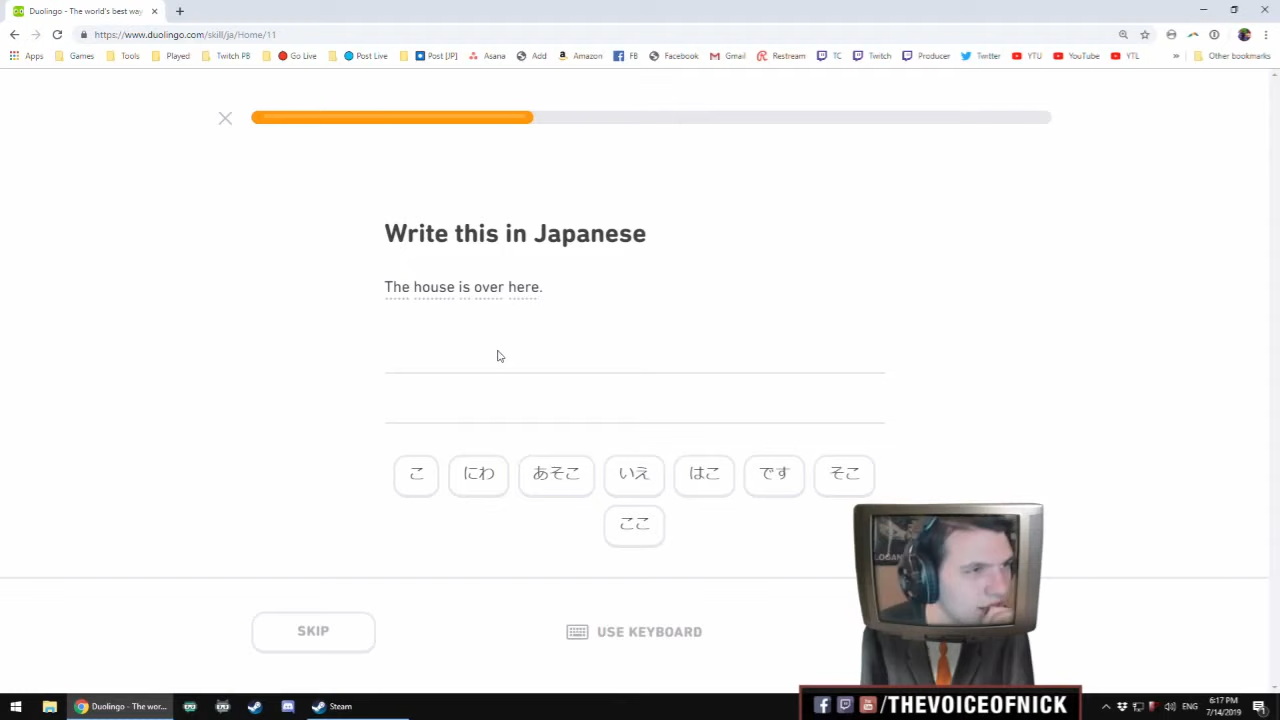 Duolingo - The world's best way
https://www.duolingo.com/skill/ja/Home/11
Apps Games Tools Played Twitch PB Go Live Post Live Post [JP] Asana Add Amazon FB Facebook Gmail Restream TC Twitch Producer Twitter YTU YouTube YTL » Other bookmarks
Write this in Japanese
The house is over here.
こ にわ あそこ いえ はこ です そこ
ここ
SKIP
USE KEYBOARD
LOGAN
/THEVOICEOFNICK
Duolingo - The wor... Steam
ENG
6:17 PM
7/14/2019